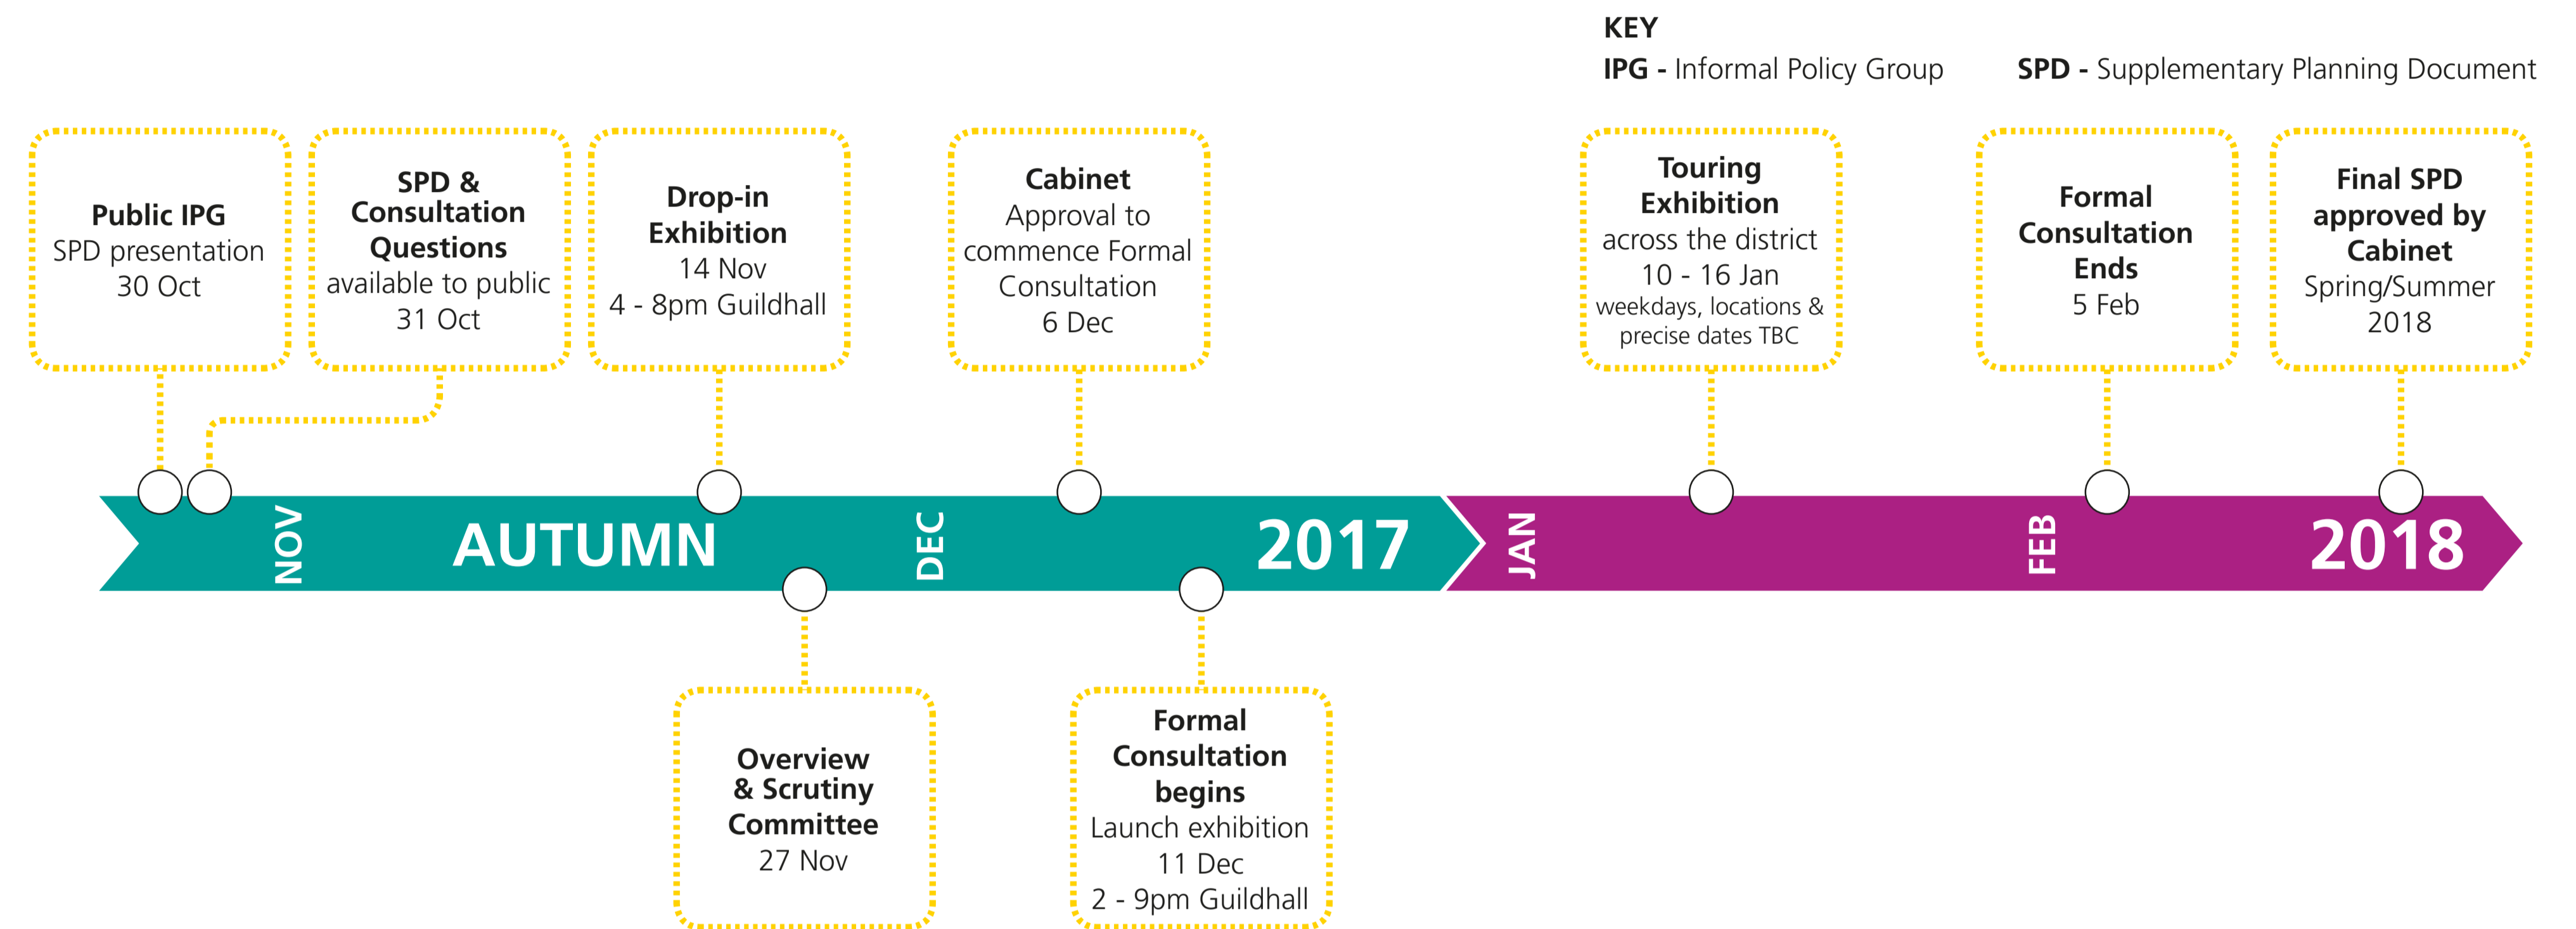 KEY
IPG - Informal Policy Group
SPD - Supplementary Planning Document
Public IPG
SPD presentation
30 Oct
SPD &
Consultation
Questions
available to public
31 Oct
Drop-in
Exhibition
14 Nov
4 - 8pm Guildhall
Cabinet
Approval to
commence Formal
Consultation
6 Dec
Touring
Exhibition
across the district
10 - 16 Jan
weekdays, locations &
precise dates TBC
Formal
Consultation
Ends
5 Feb
Final SPD
approved by
Cabinet
Spring/Summer
2018
NOV
AUTUMN
DEC
2017
JAN
FEB
2018
Overview
& Scrutiny
Committee
27 Nov
Formal
Consultation
begins
Launch exhibition
11 Dec
2 - 9pm Guildhall